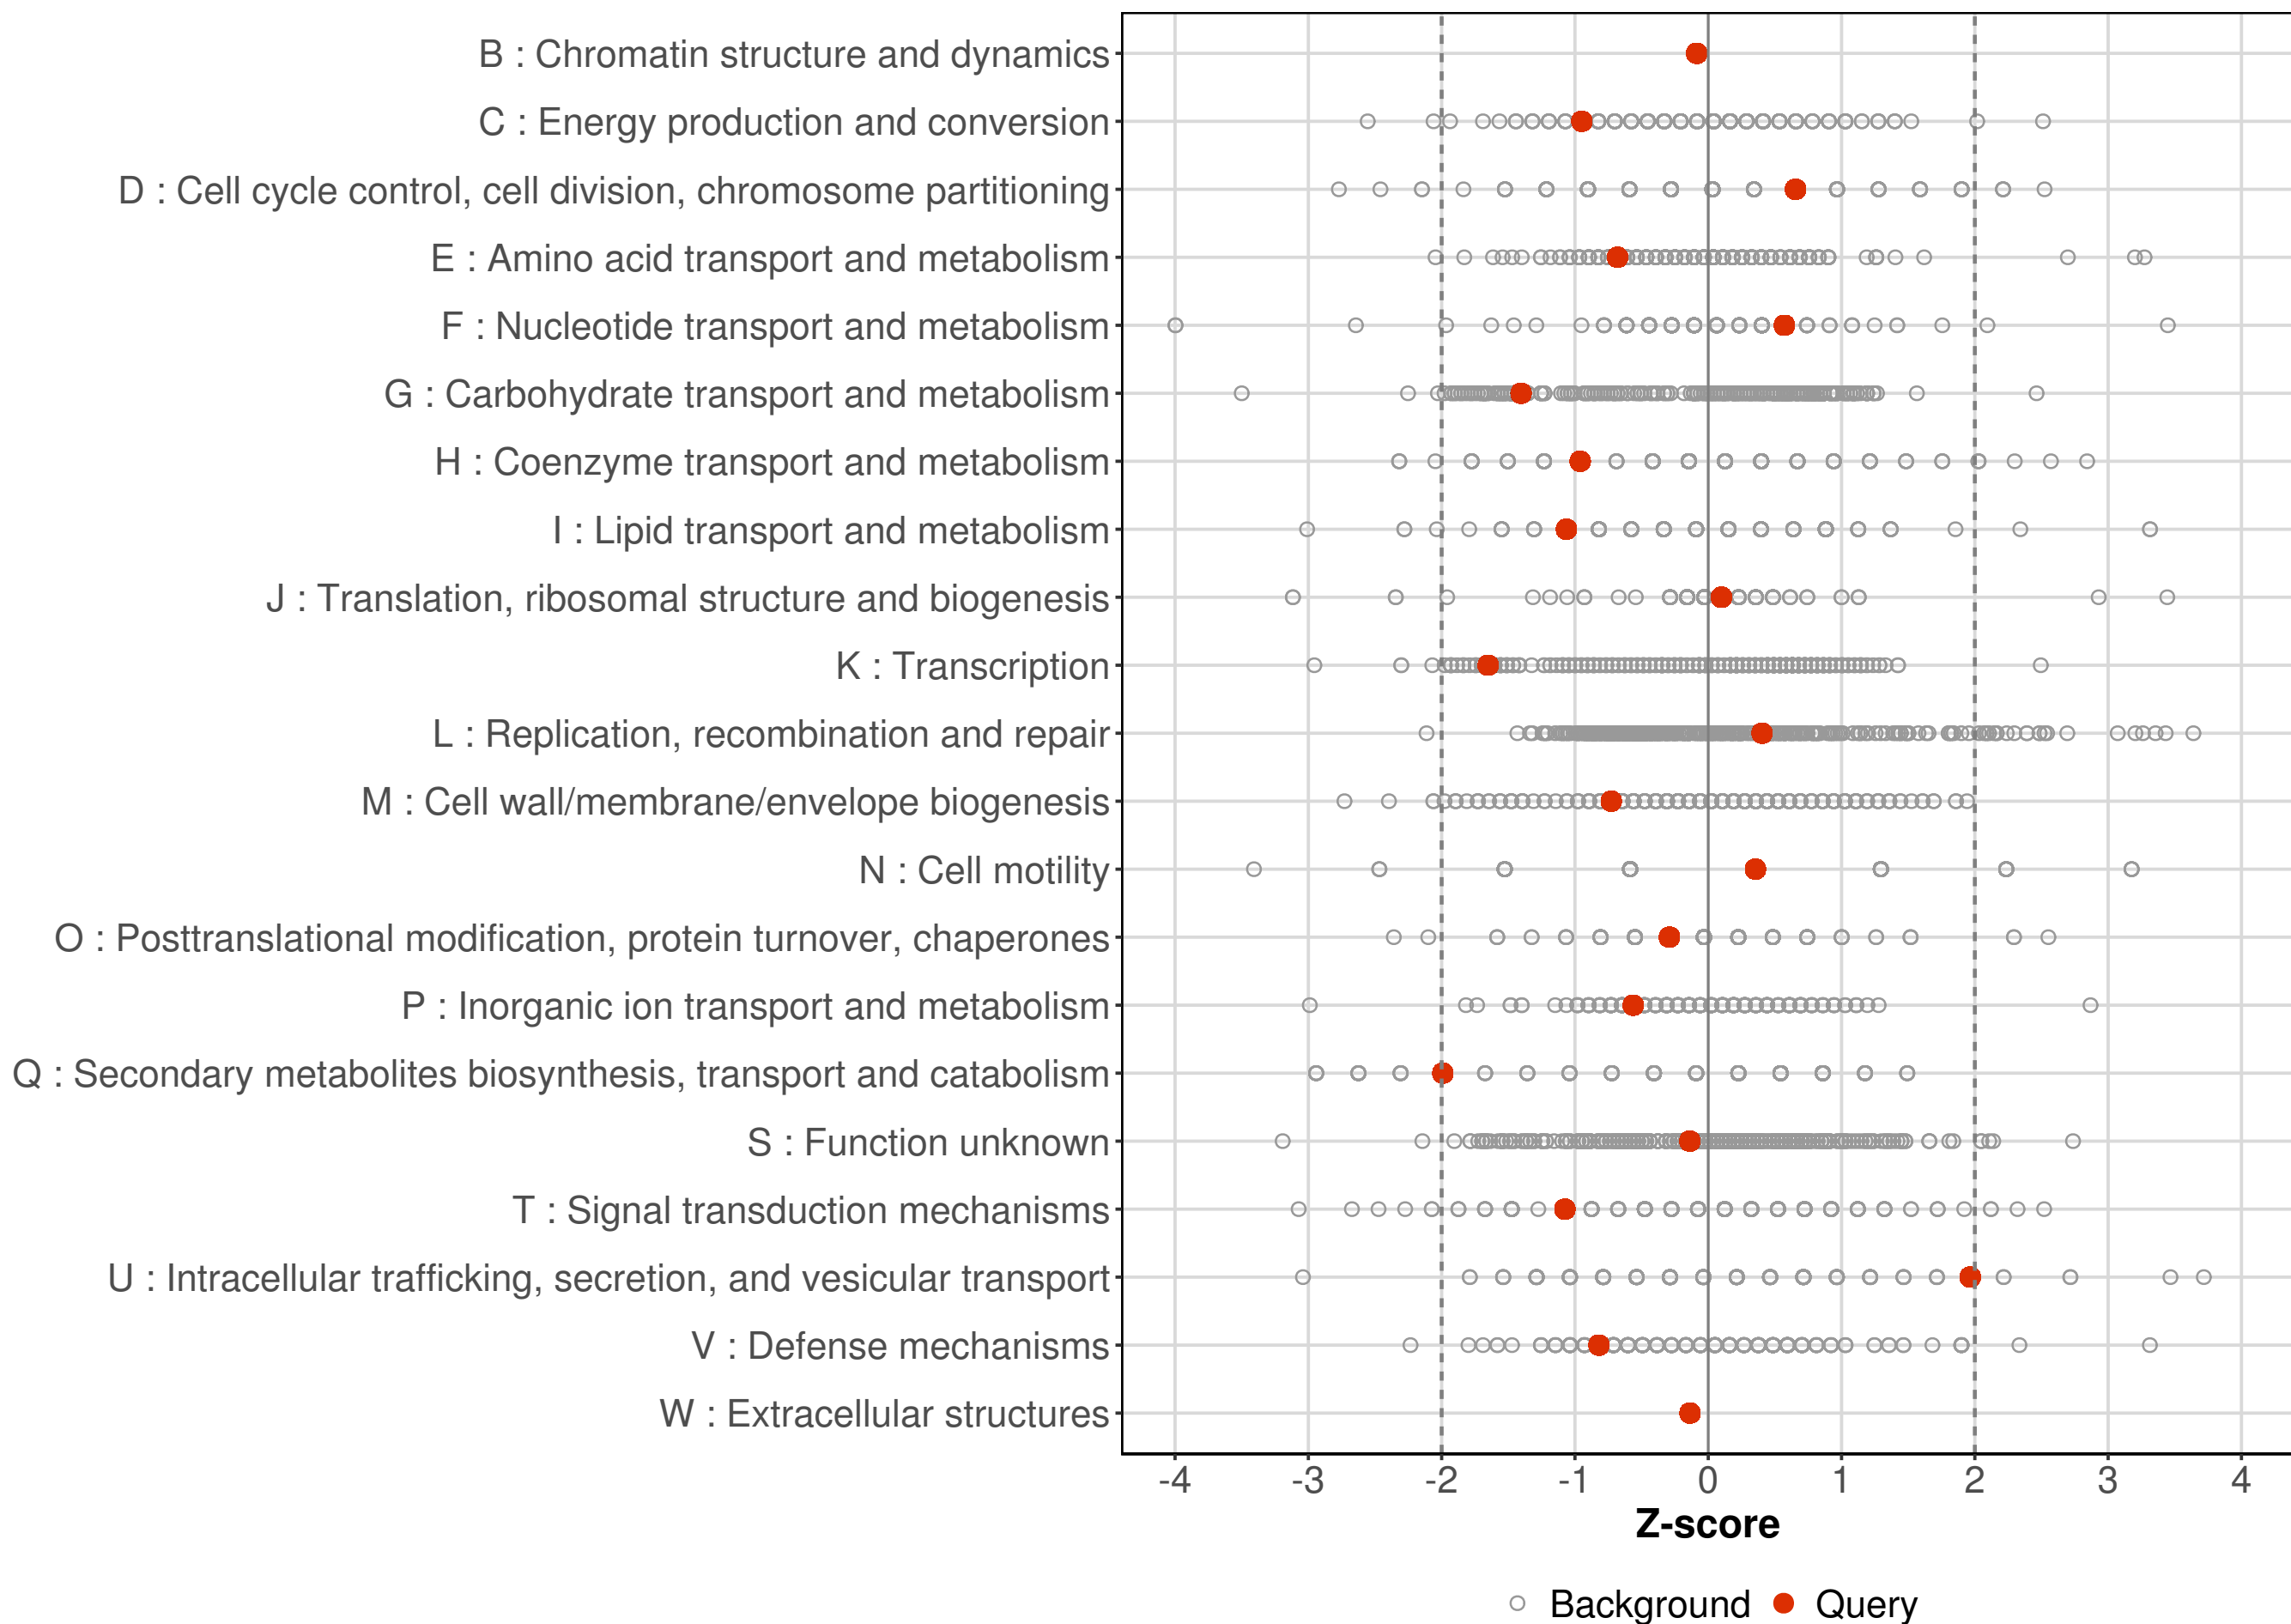 B : Chromatin structure and dynamics
C : Energy production and conversion
D : Cell cycle control, cell division, chromosome partitioning
E : Amino acid transport and metabolism
F : Nucleotide transport and metabolism
G : Carbohydrate transport and metabolism
H : Coenzyme transport and metabolism
I : Lipid transport and metabolism
J : Translation, ribosomal structure and biogenesis
K : Transcription
L : Replication, recombination and repair
M : Cell wall/membrane/envelope biogenesis
N : Cell motility
O : Posttranslational modification, protein turnover, chaperones
P : Inorganic ion transport and metabolism
Q : Secondary metabolites biosynthesis, transport and catabolism
S : Function unknown
T : Signal transduction mechanisms
U : Intracellular trafficking, secretion, and vesicular transport
V : Defense mechanisms
W : Extracellular structures
-4 -3 -2 -1 0 1 2 3 4
Z-score
Background Query